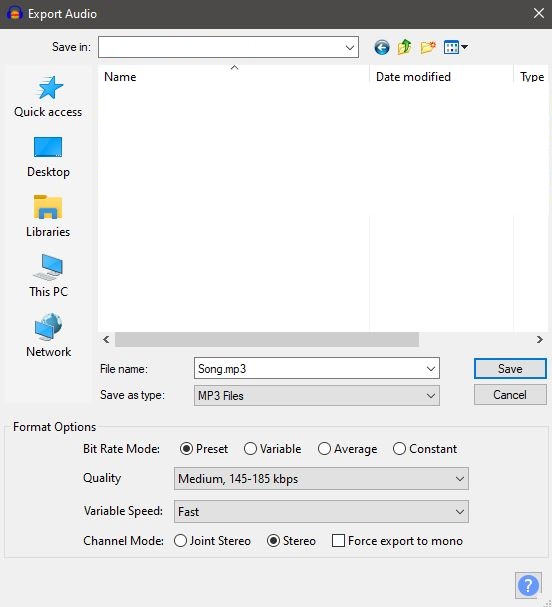 Export Audio
Save in:
Name Date modified Type
Quick access
Desktop
Libraries
This PC
Network
File name: Song.mp3 Save
Save as type: MP3 Files Cancel
Format Options
Bit Rate Mode: Preset Variable Average Constant
Quality Medium, 145-185 kbps
Variable Speed: Fast
Channel Mode: Joint Stereo Stereo Force export to mono
?